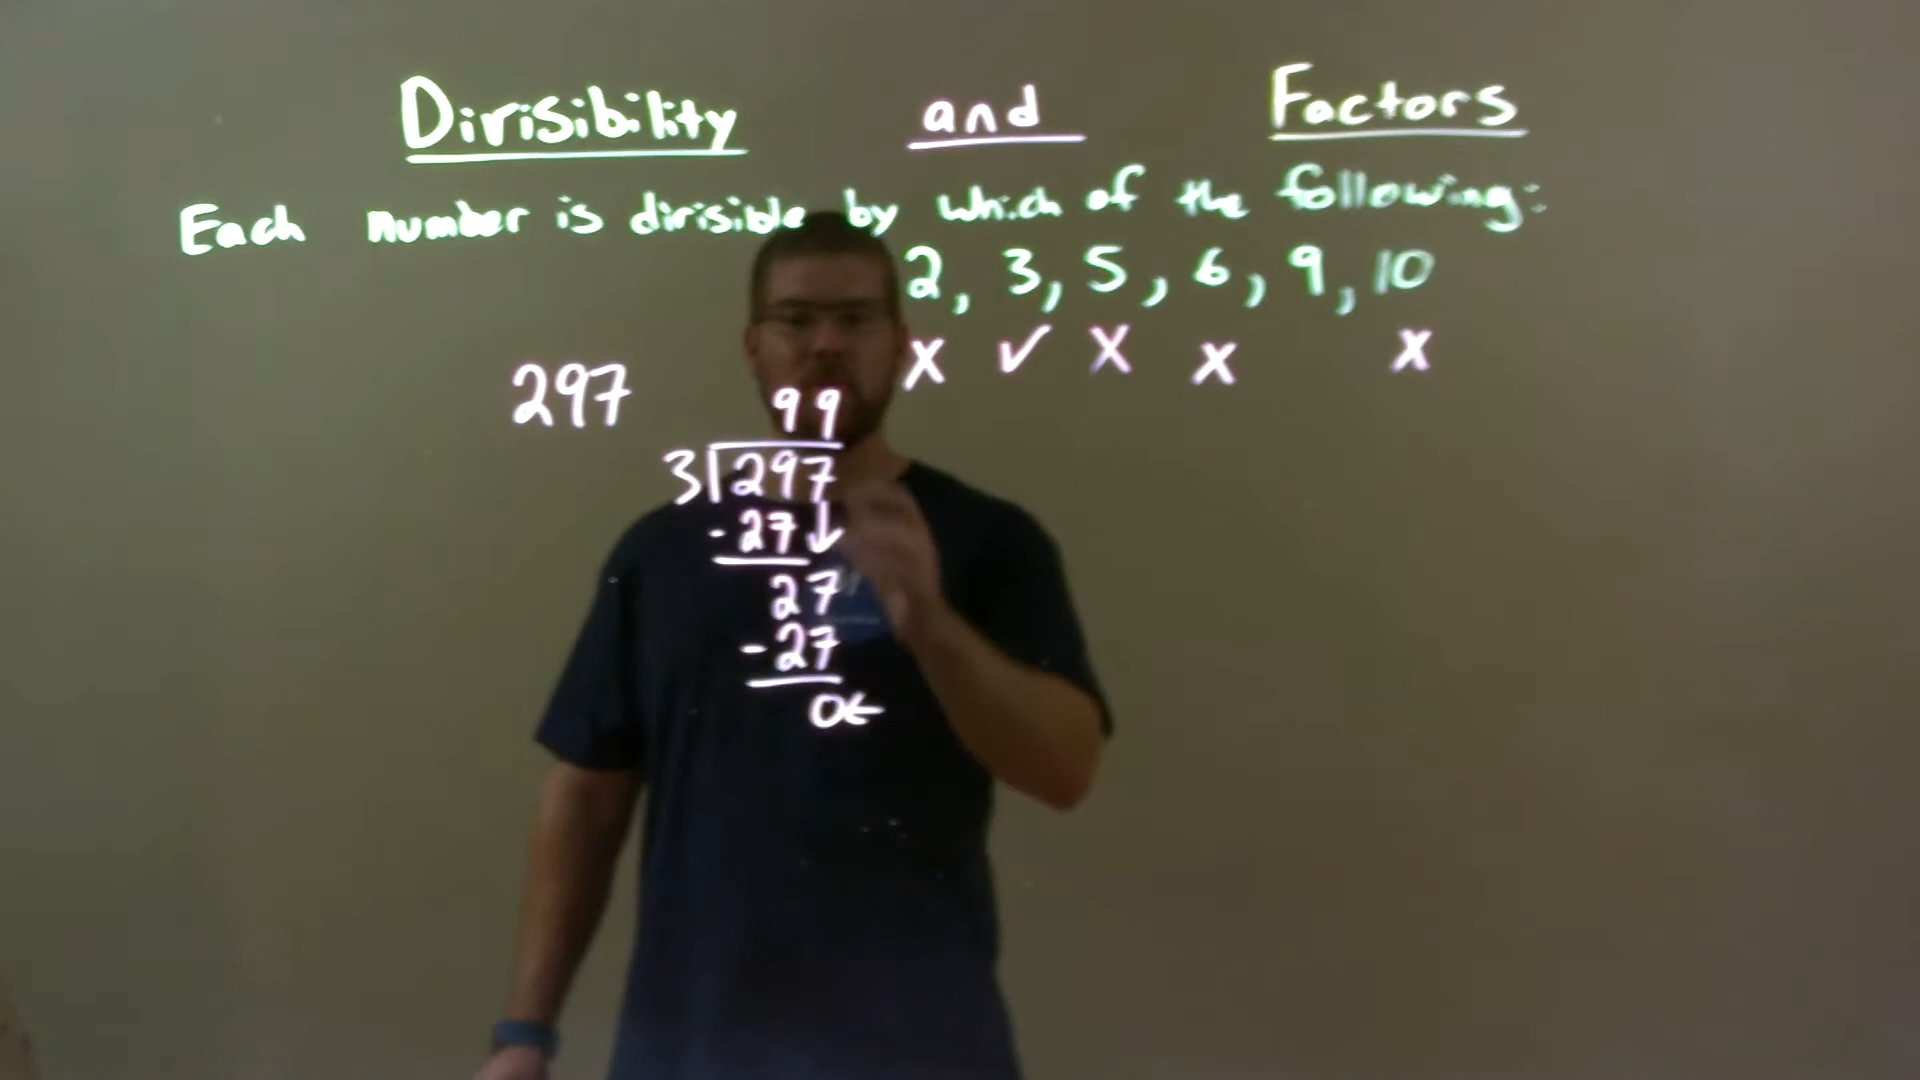 Divisibility and Factors
Each number is divisible by which of the following:
2, 3, 5, 6, 9, 10
X ✓ X X X
297
99
3 297
- 27 ↓
27
- 27
0 ←